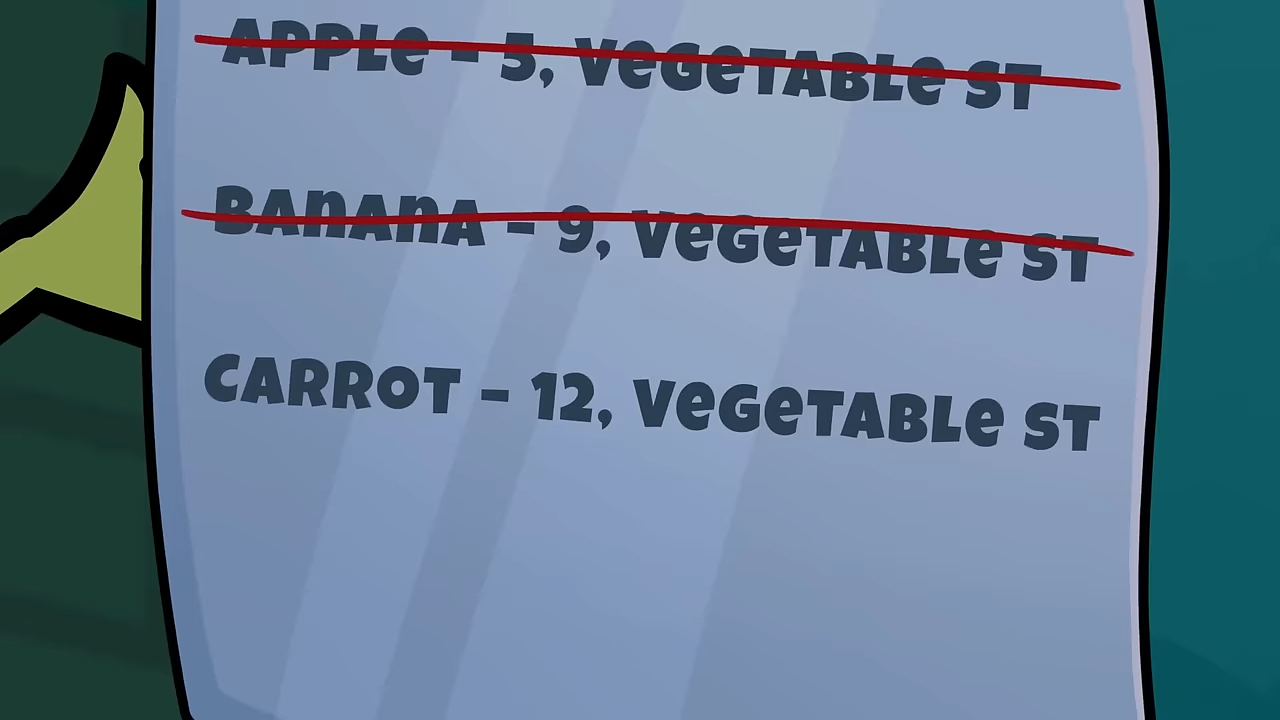 APPLE – 5, VEGETABLE ST
BANANA – 9, VEGETABLE ST
CARROT – 12, VEGETABLE ST